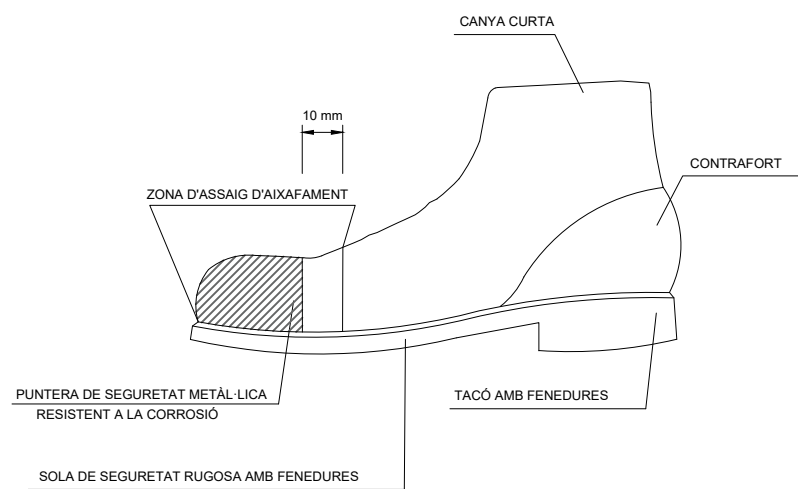 CANYA CURTA
10 mm
CONTRAFORT
ZONA D'ASSAIG D'AIXAFAMENT
PUNTERA DE SEGURETAT METÀL·LICA
RESISTENT A LA CORROSIÓ
TACÓ AMB FENEDURES
SOLA DE SEGURETAT RUGOSA AMB FENEDURES